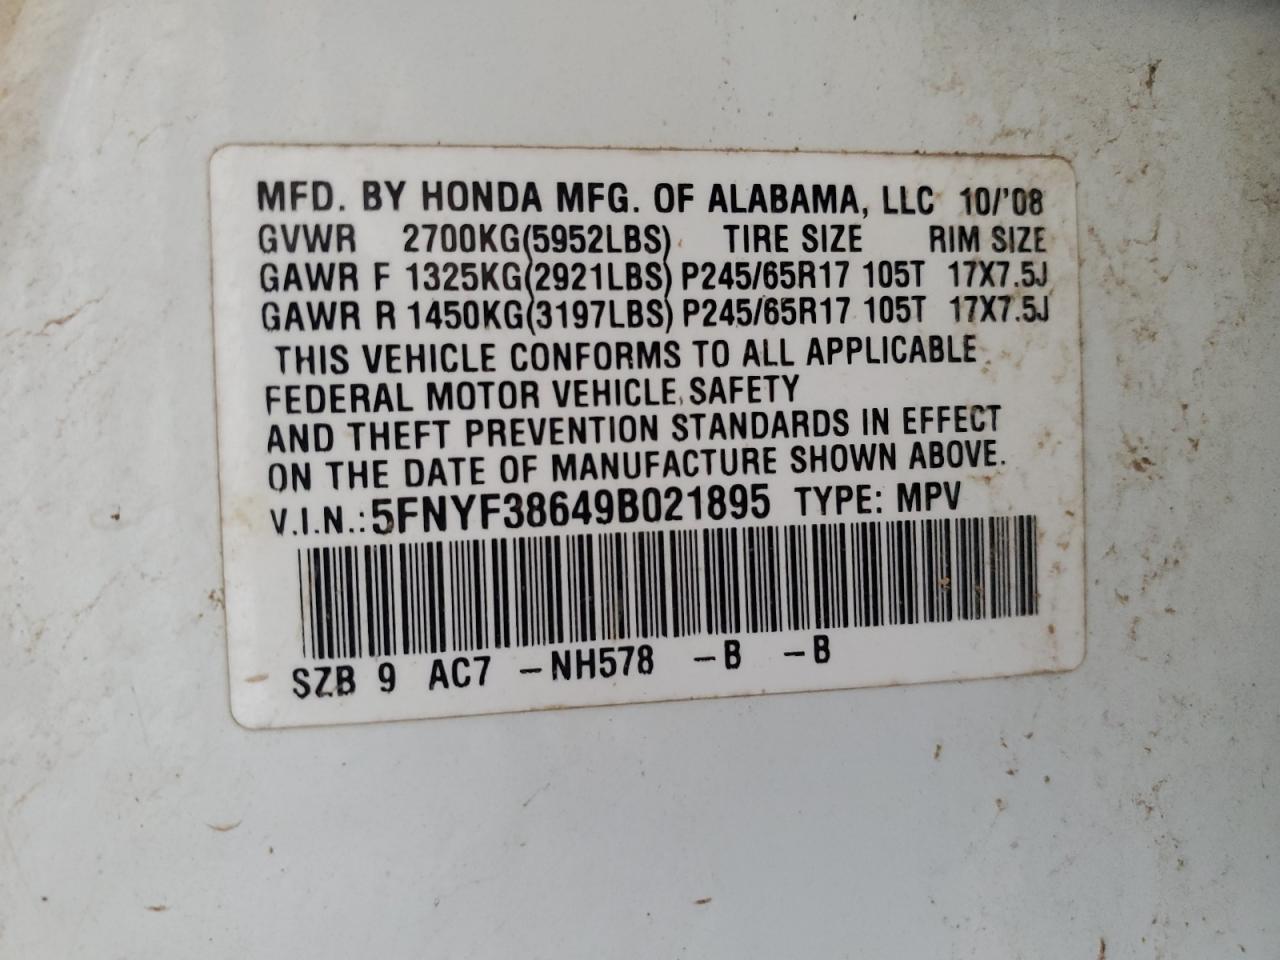 MFD. BY HONDA MFG. OF ALABAMA, LLC 10/'08
GVWR 2700KG(5952LBS) TIRE SIZE RIM SIZE
GAWR F 1325KG(2921LBS) P245/65R17 105T 17X7.5J
GAWR R 1450KG(3197LBS) P245/65R17 105T 17X7.5J
THIS VEHICLE CONFORMS TO ALL APPLICABLE
FEDERAL MOTOR VEHICLE SAFETY
AND THEFT PREVENTION STANDARDS IN EFFECT
ON THE DATE OF MANUFACTURE SHOWN ABOVE.
V.I.N.: 5FNYF38649B021895 TYPE: MPV
SZB 9 AC7 –NH578 –B –B